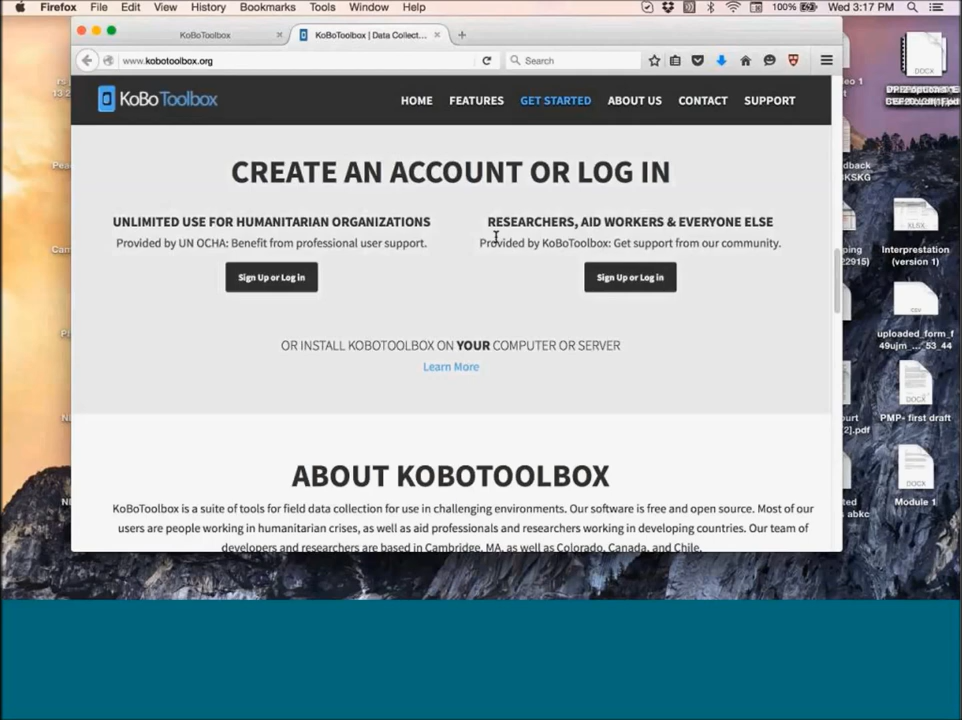 Firefox File Edit View History Bookmarks Tools Window Help
100% Wed 3:17 PM
KoBoToolbox
KoBoToolbox | Data Collect...
www.kobotoolbox.org
Search
KoBoToolbox
HOME FEATURES GET STARTED ABOUT US CONTACT SUPPORT
CREATE AN ACCOUNT OR LOG IN
UNLIMITED USE FOR HUMANITARIAN ORGANIZATIONS
Provided by UN OCHA: Benefit from professional user support.
Sign Up or Log in
RESEARCHERS, AID WORKERS & EVERYONE ELSE
Provided by KoBoToolbox: Get support from our community.
Sign Up or Log in
OR INSTALL KOBOTOOLBOX ON YOUR COMPUTER OR SERVER
Learn More
ABOUT KOBOTOOLBOX
KoBoToolbox is a suite of tools for field data collection for use in challenging environments. Our software is free and open source. Most of our
users are people working in humanitarian crises, as well as aid professionals and researchers working in developing countries. Our team of
developers and researchers are based in Cambridge, MA, as well as Colorado, Canada, and Chile.
DOCX
XLSX
Interpretation
(version 1)
CSV
uploaded_form_f
49ujm_... 53_44
DOCX
PMP- first draft
DOCX
Module 1